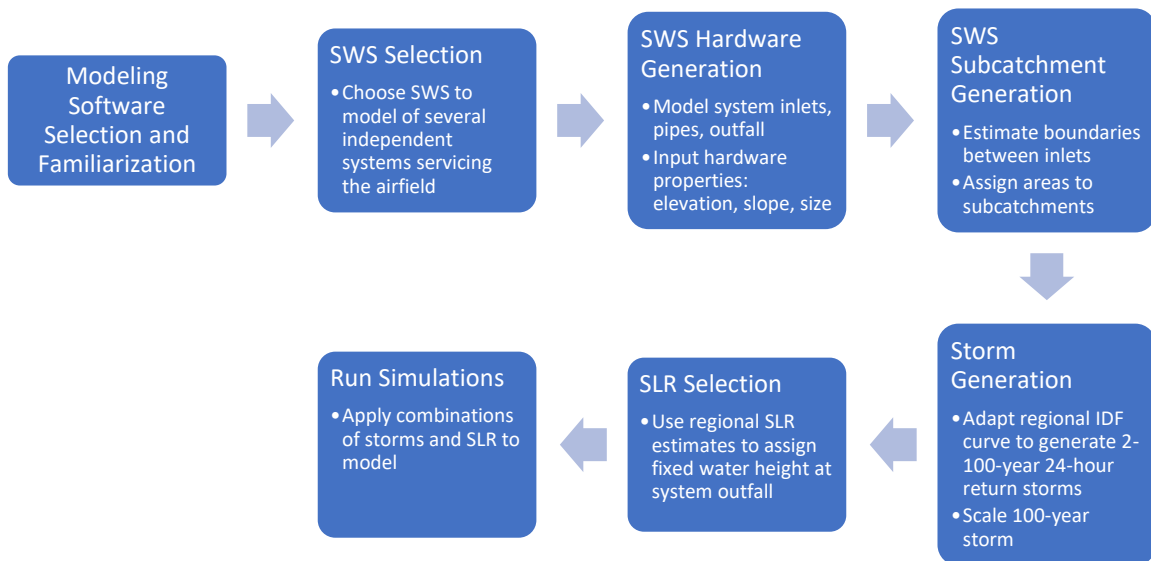 Modeling
Software
Selection and
Familiarization
SWS Selection
•Choose SWS to
model of several
independent
systems servicing
the airfield
SWS Hardware
Generation
•Model system inlets,
pipes, outfall
•Input hardware
properties:
elevation, slope, size
SWS
Subcatchment
Generation
•Estimate boundaries
between inlets
•Assign areas to
subcatchments
Storm
Generation
•Adapt regional IDF
curve to generate 2-
100-year 24-hour
return storms
•Scale 100-year
storm
SLR Selection
•Use regional SLR
estimates to assign
fixed water height at
system outfall
Run Simulations
•Apply combinations
of storms and SLR to
model